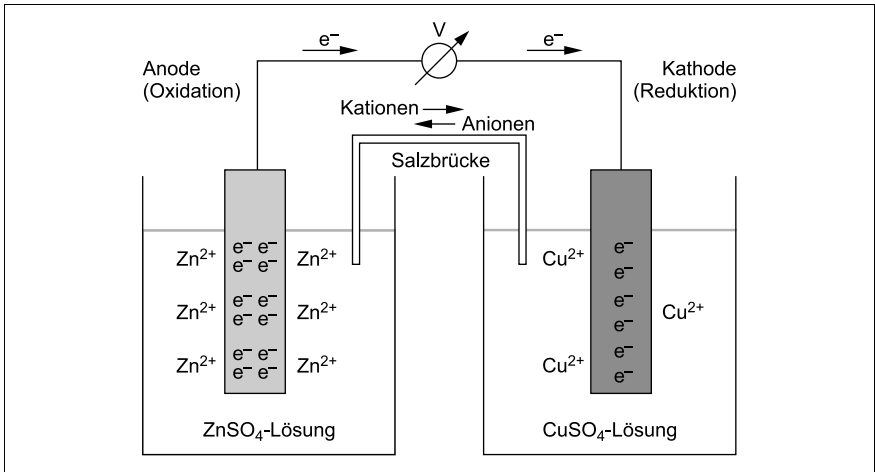 V
e⁻ e⁻
Anode
(Oxidation)
Kathode
(Reduktion)
Kationen
Anionen
Salzbrücke
Zn²⁺ e⁻ e⁻ Zn²⁺
e⁻ e⁻
Zn²⁺ e⁻ e⁻ Zn²⁺
e⁻ e⁻
Zn²⁺ e⁻ e⁻ Zn²⁺
e⁻ e⁻
ZnSO₄-Lösung
Cu²⁺ e⁻
e⁻
e⁻ Cu²⁺
e⁻
Cu²⁺ e⁻
e⁻
CuSO₄-Lösung